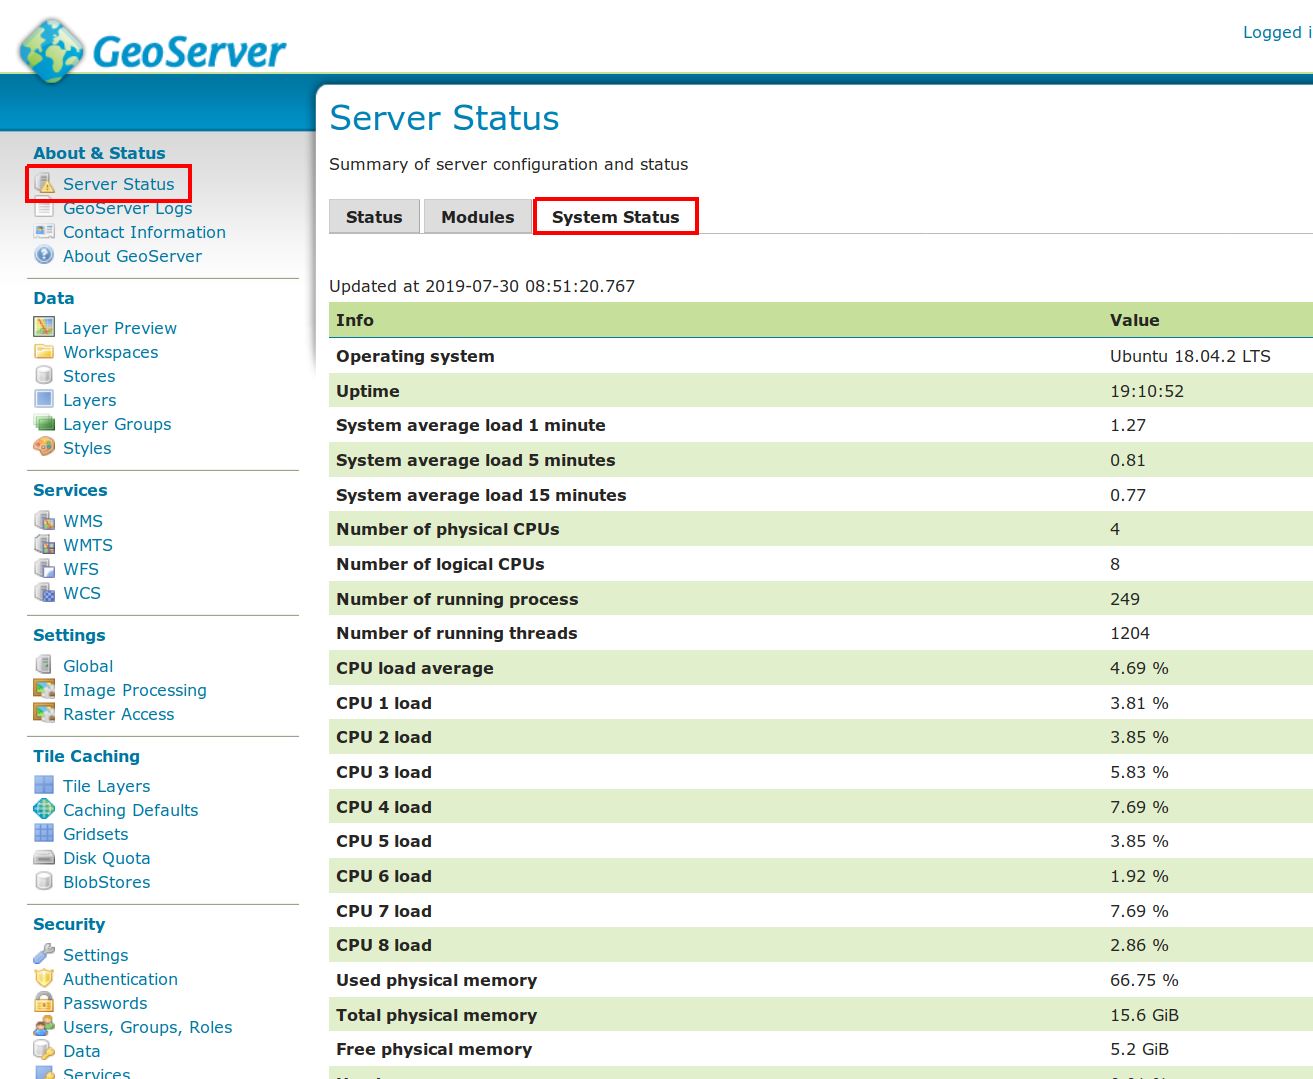 GeoServer
Logged i
About & Status
Server Status
GeoServer Logs
Contact Information
About GeoServer
Data
Layer Preview
Workspaces
Stores
Layers
Layer Groups
Styles
Services
WMS
WMTS
WFS
WCS
Settings
Global
Image Processing
Raster Access
Tile Caching
Tile Layers
Caching Defaults
Gridsets
Disk Quota
BlobStores
Security
Settings
Authentication
Passwords
Users, Groups, Roles
Data
Services
Server Status
Summary of server configuration and status
Status Modules System Status
Updated at 2019-07-30 08:51:20.767
Info Value
Operating system Ubuntu 18.04.2 LTS
Uptime 19:10:52
System average load 1 minute 1.27
System average load 5 minutes 0.81
System average load 15 minutes 0.77
Number of physical CPUs 4
Number of logical CPUs 8
Number of running process 249
Number of running threads 1204
CPU load average 4.69 %
CPU 1 load 3.81 %
CPU 2 load 3.85 %
CPU 3 load 5.83 %
CPU 4 load 7.69 %
CPU 5 load 3.85 %
CPU 6 load 1.92 %
CPU 7 load 7.69 %
CPU 8 load 2.86 %
Used physical memory 66.75 %
Total physical memory 15.6 GiB
Free physical memory 5.2 GiB